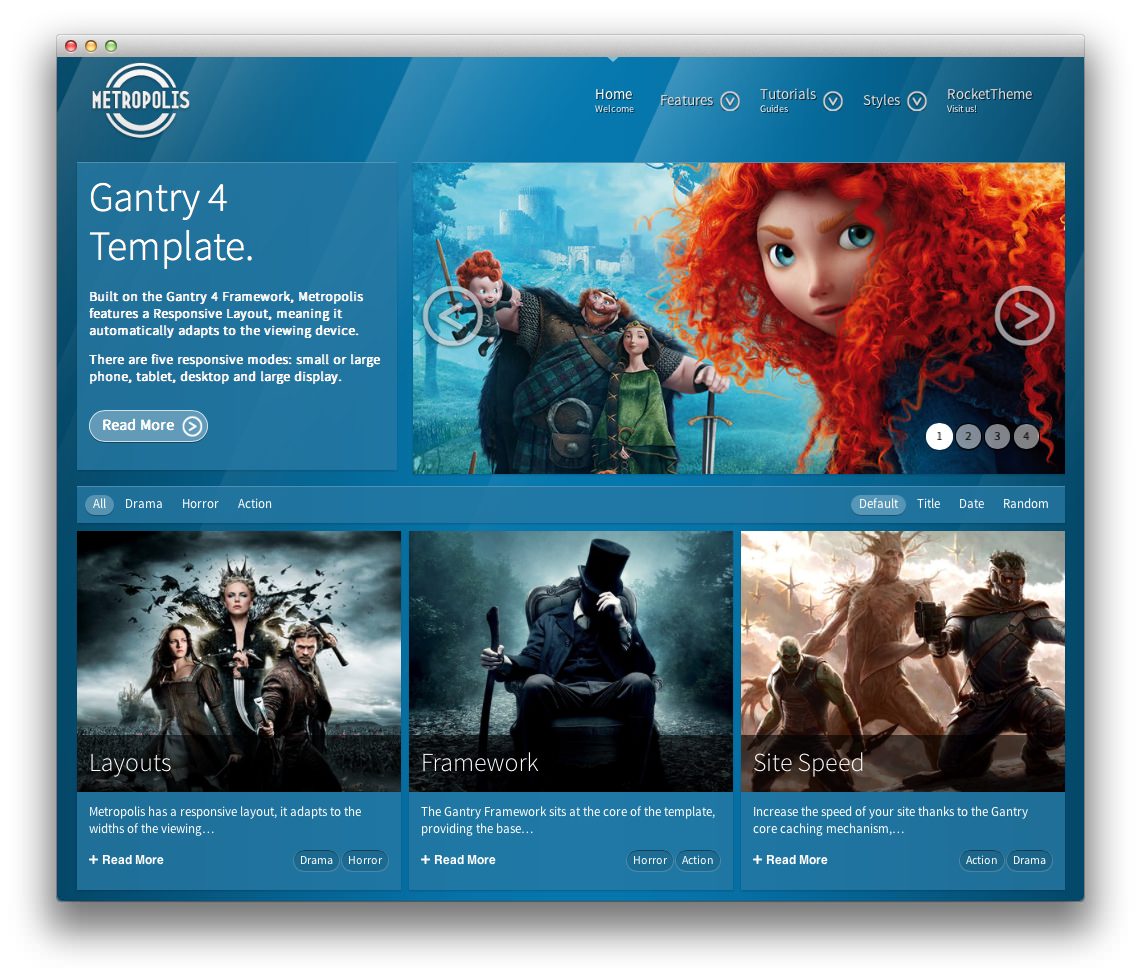 METROPOLIS
Home
Welcome
Features
Tutorials
Guides
Styles
RocketTheme
Visit us!
Gantry 4
Template.
Built on the Gantry 4 Framework, Metropolis
features a Responsive Layout, meaning it
automatically adapts to the viewing device.
There are five responsive modes: small or large
phone, tablet, desktop and large display.
Read More
1 2 3 4
All Drama Horror Action
Default Title Date Random
Layouts
Metropolis has a responsive layout, it adapts to the
widths of the viewing…
+ Read More
Drama Horror
Framework
The Gantry Framework sits at the core of the template,
providing the base…
+ Read More
Horror Action
Site Speed
Increase the speed of your site thanks to the Gantry
core caching mechanism,…
+ Read More
Action Drama